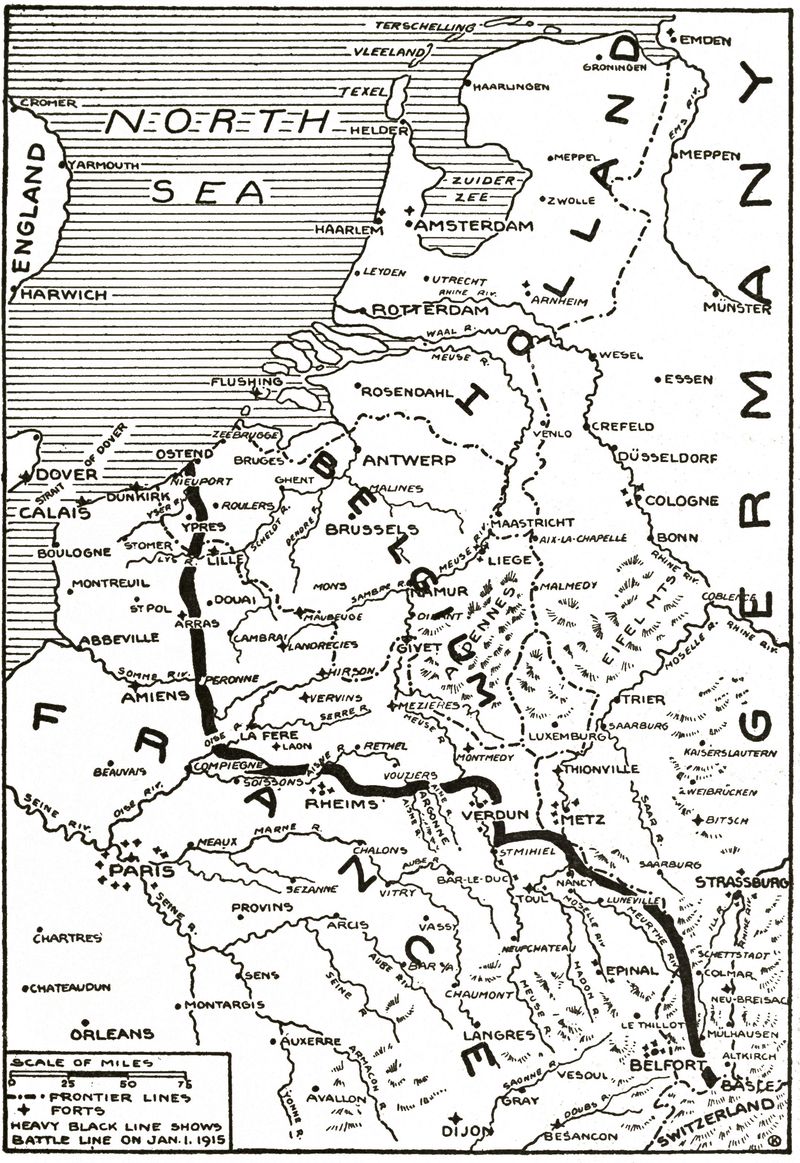 TERSCHELLING
VLEELAND
TEXEL
HELDER
HAARLINGEN
GRONINGEN
EMDEN
EMS RIV.
MEPPEN
MEPPEL
ZWOLLE
ZUIDER
ZEE
CROMER
YARMOUTH
ENGLAND
HARWICH
NORTH
SEA
HAARLEM
AMSTERDAM
LEYDEN
UTRECHT
RHINE RIV.
ARNHEIM
ROTTERDAM
WAAL R.
MEUSE R.
HOLLAND
GERMANY
MÜNSTER
WESEL
ESSEN
FLUSHING
ROSENDAHL
VENLO
CREFELD
DÜSSELDORF
COLOGNE
BONN
RHINE RIV.
STRAIT OF DOVER
DOVER
CALAIS
ZEEBRUGGE
OSTEND
BRUGES
NIEUPORT
DUNKIRK
GHENT
ANTWERP
MALINES
BELGIUM
YSER R.
ROULERS
YPRES
SCHELDT R.
DENDRE R.
BRUSSELS
MAASTRICHT
AIX-LA-CHAPELLE
MEUSE RIV.
LIEGE
BOULOGNE
STOMER
LYS R.
LILLE
MONTREUIL
ST POL
DOUAI
ARRAS
MONS
SAMBRE R.
NAMUR
MALMEDY
MAUBEUGE
DINANT
EIFEL MTS
COBLENCE
MOSELLE R.
RHINE RIV.
ABBEVILLE
CAMBRAI
LANDRECIES
GIVET
SOMME RIV.
PERONNE
HIRSON
AMIENS
VERVINS
SERRE R.
MEZIERES
MEUSE R.
TRIER
SAARBURG
LUXEMBURG
OISE R.
LA FERE
LAON
AISNE R.
RETHEL
MONTMEDY
THIONVILLE
KAISERSLAUTERN
WEIBRÜCKEN
BITSCH
SAAR R.
FRANCE
BEAUVAIS
COMPIEGNE
SOISSONS
VOUZIERS
RHEIMS
AISNE R.
AIRE R.
ARGONNE
VERDUN
METZ
SEINE RIV.
OISE RIV.
PARIS
MEAUX
MARNE R.
CHALONS
ST MIHIEL
SAARBURG
SEZANNE
AUBE R.
VITRY
BAR-LE-DUC
NANCY
TOUL
LUNEVILLE
STRASSBURG
SEINE R.
PROVINS
ARCIS
VASSY
MOSELLE RIV.
MEURTHE RIV.
ILL R.
RHINE RIV.
CHARTRES
NEUFCHATEAU
SCHETTSTADT
CHATEAUDUN
SENS
SEINE R.
AUBE RIV.
BAR S/A
MADON R.
EPINAL
COLMAR
MONTARGIS
CHAUMONT
MEUSE R.
NEU-BREISAC
ORLEANS
LE THILLOT
AUXERRE
ARMACON R.
LANGRES
MÜLHAUSEN
BELFORT
ALTKIRCH
SAONNE R.
VESOUL
BASLE
AVALLON
YONNE R.
GRAY
DOUBS R.
DIJON
BESANCON
SWITZERLAND
SCALE OF MILES
0 25 50 75
FRONTIER LINES
FORTS
HEAVY BLACK LINE SHOWS
BATTLE LINE ON JAN. 1. 1915